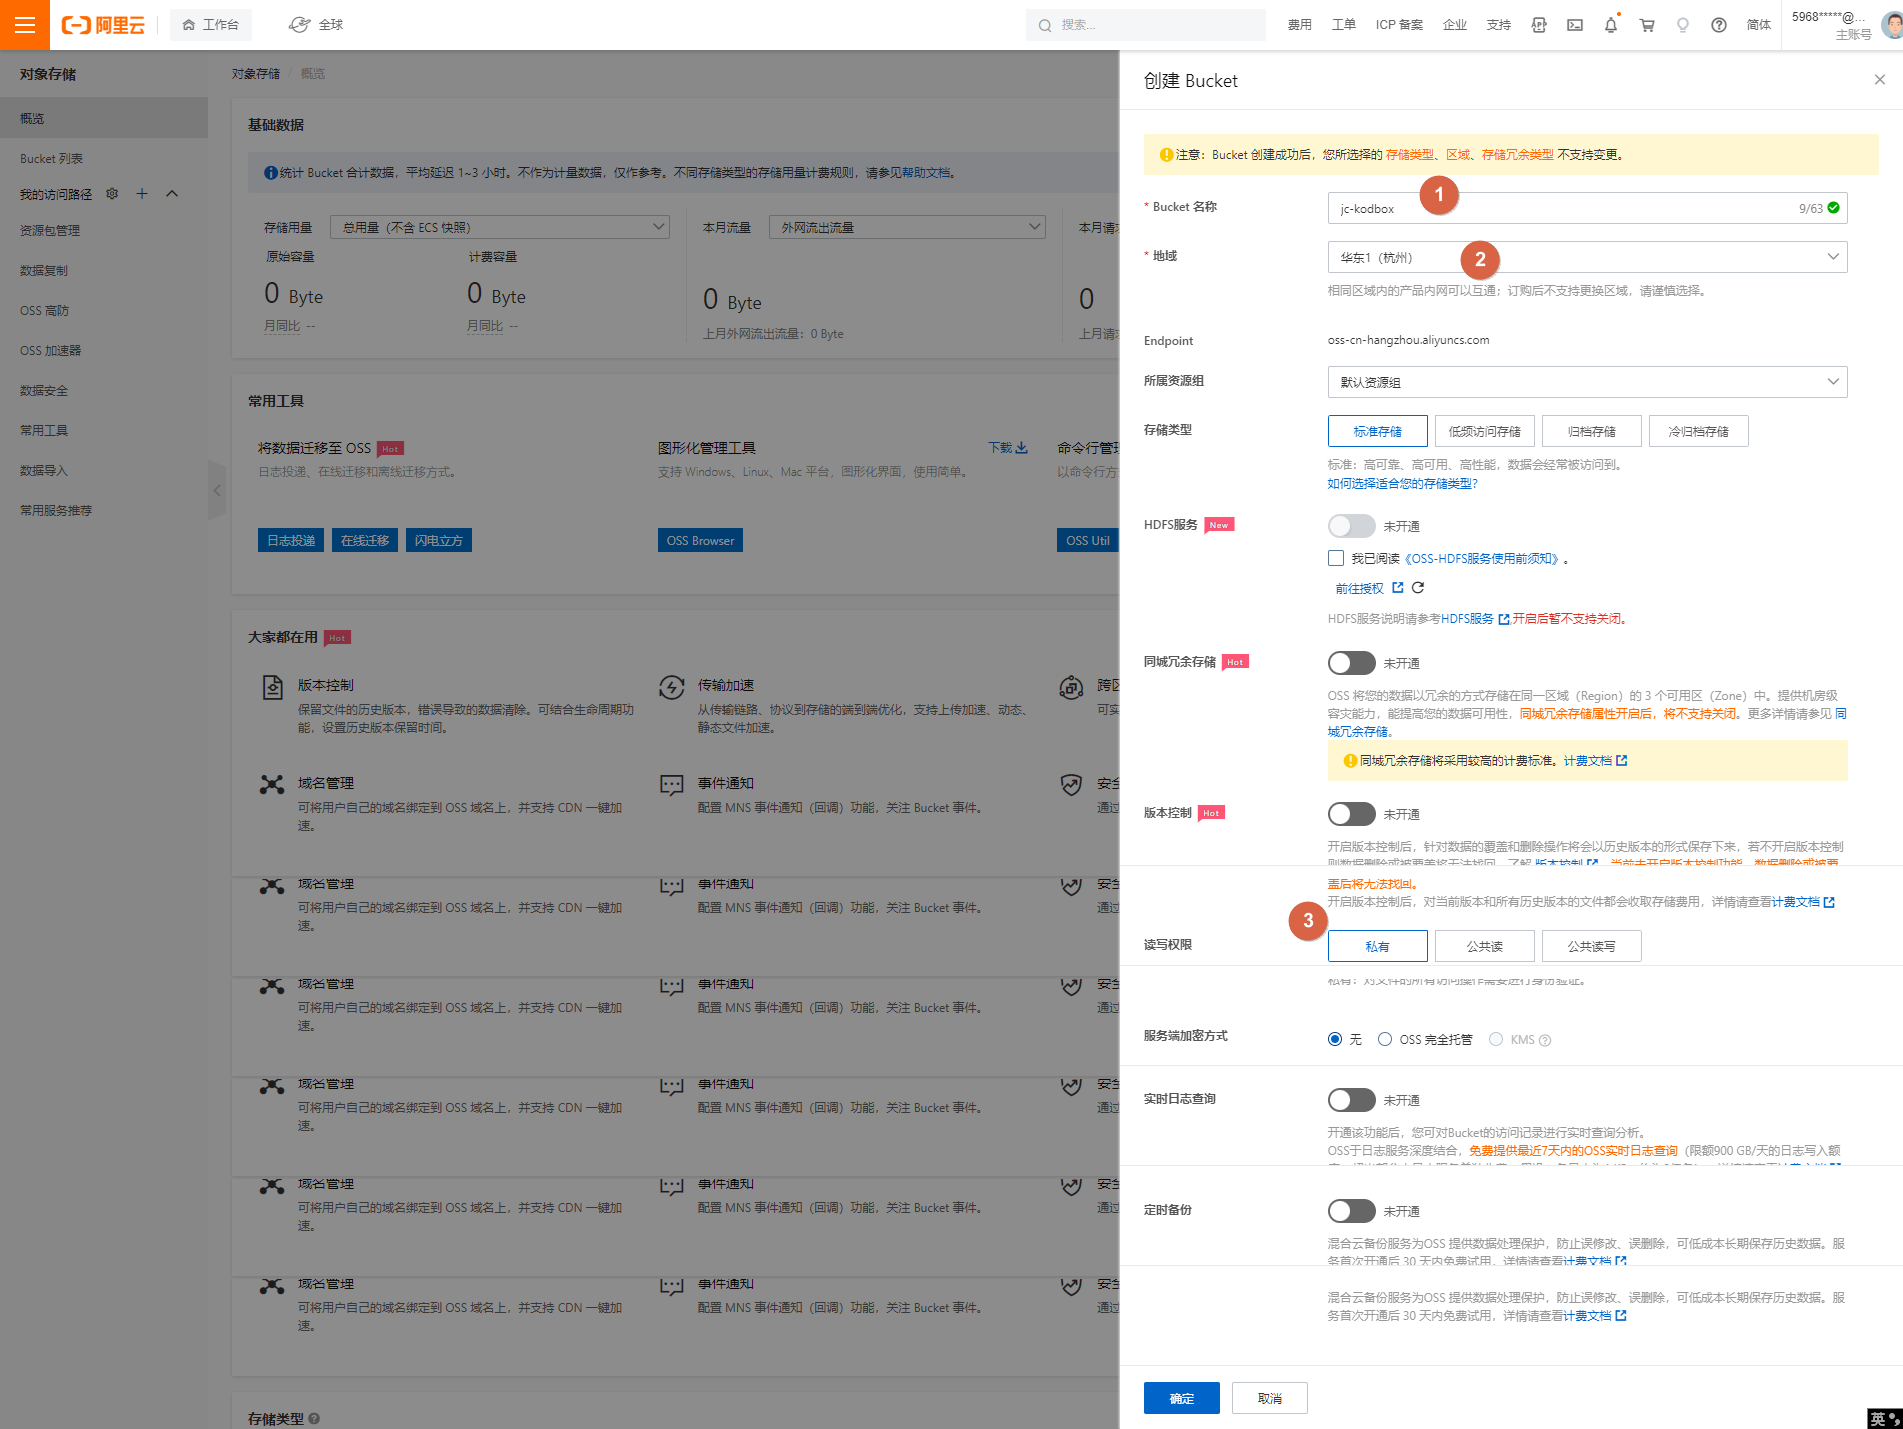 阿里云
工作台
全球
搜索...
费用
工单
ICP 备案
企业
支持
简体
5968*****@...
主账号
对象存储
概览
Bucket 列表
我的访问路径
资源包管理
数据复制
OSS 高防
OSS 加速器
数据安全
常用工具
数据导入
常用服务推荐
对象存储 / 概览
基础数据
统计 Bucket 合计数据，平均延迟 1~3 小时。不作为计量数据，仅作参考。不同存储类型的存储用量计费规则，请参见帮助文档。
存储用量 总用量（不含 ECS 快照）
本月流量 外网流出流量
本月请
原始容量
计费容量
0 Byte
0 Byte
0 Byte
0
月同比 --
月同比 --
上月外网流出流量：0 Byte
上月请
常用工具
将数据迁移至 OSS Hot
日志投递、在线迁移和离线迁移方式。
日志投递 在线迁移 闪电立方
图形化管理工具 下载
支持 Windows、Linux、Mac 平台，图形化界面，使用简单。
OSS Browser
命令行管
以命令行方
OSS Util
大家都在用 Hot
版本控制
保留文件的历史版本，错误导致的数据清除。可结合生命周期功
能，设置历史版本保留时间。
传输加速
从传输链路、协议到存储的端到端优化，支持上传加速、动态、
静态文件加速。
跨区
可实
域名管理
可将用户自己的域名绑定到 OSS 域名上，并支持 CDN 一键加
速。
事件通知
配置 MNS 事件通知（回调）功能，关注 Bucket 事件。
安全
通过
域名管理
可将用户自己的域名绑定到 OSS 域名上，并支持 CDN 一键加
速。
事件通知
配置 MNS 事件通知（回调）功能，关注 Bucket 事件。
安全
通过
域名管理
可将用户自己的域名绑定到 OSS 域名上，并支持 CDN 一键加
速。
事件通知
配置 MNS 事件通知（回调）功能，关注 Bucket 事件。
安全
通过
域名管理
可将用户自己的域名绑定到 OSS 域名上，并支持 CDN 一键加
速。
事件通知
配置 MNS 事件通知（回调）功能，关注 Bucket 事件。
安全
通过
域名管理
可将用户自己的域名绑定到 OSS 域名上，并支持 CDN 一键加
速。
事件通知
配置 MNS 事件通知（回调）功能，关注 Bucket 事件。
安全
通过
域名管理
可将用户自己的域名绑定到 OSS 域名上，并支持 CDN 一键加
速。
事件通知
配置 MNS 事件通知（回调）功能，关注 Bucket 事件。
安全
通过
存储类型
创建 Bucket
注意：Bucket 创建成功后，您所选择的 存储类型、区域、存储冗余类型 不支持变更。
* Bucket 名称
jc-kodbox 9/63
1
* 地域
华东1（杭州）
2
相同区域内的产品内网可以互通；订购后不支持更换区域，请谨慎选择。
Endpoint
oss-cn-hangzhou.aliyuncs.com
所属资源组
默认资源组
存储类型
标准存储 低频访问存储 归档存储 冷归档存储
标准：高可靠、高可用、高性能，数据会经常被访问到。
如何选择适合您的存储类型?
HDFS服务 New
未开通
我已阅读《OSS-HDFS服务使用前须知》。
前往授权
HDFS服务说明请参考HDFS服务 ,开启后暂不支持关闭。
同城冗余存储 Hot
未开通
OSS 将您的数据以冗余的方式存储在同一区域（Region）的 3 个可用区（Zone）中。提供机房级
容灾能力，能提高您的数据可用性，同城冗余存储属性开启后，将不支持关闭。更多详情请参见 同
城冗余存储。
同城冗余存储将采用较高的计费标准。计费文档
版本控制 Hot
未开通
开启版本控制后，针对数据的覆盖和删除操作将会以历史版本的形式保存下来，若不开启版本控制
则数据删除或被覆盖将无法找回。了解 版本控制 。当前未开启版本控制功能，数据删除或被覆
盖后将无法找回。
开启版本控制后，对当前版本和所有历史版本的文件都会收取存储费用，详情请查看计费文档
3
读写权限
私有 公共读 公共读写
私有：对文件的所有访问操作需要进行身份验证。
服务端加密方式
无 OSS 完全托管 KMS
实时日志查询
未开通
开通该功能后，您可对Bucket的访问记录进行实时查询分析。
OSS于日志服务深度结合，免费提供最近7天内的OSS实时日志查询（限额900 GB/天的日志写入额
定时备份
未开通
混合云备份服务为OSS 提供数据处理保护，防止误修改、误删除，可低成本长期保存历史数据。服
务首次开通后 30 天内免费试用，详情请查看计费文档
混合云备份服务为OSS 提供数据处理保护，防止误修改、误删除，可低成本长期保存历史数据。服
务首次开通后 30 天内免费试用，详情请查看计费文档
确定 取消
英